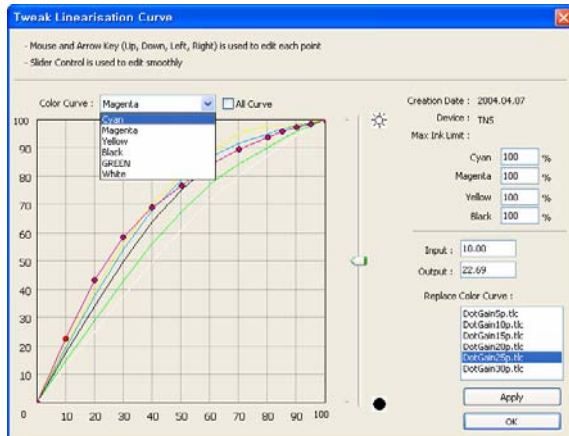 Tweak Linearisation Curve
- Mouse and Arrow Key (Up, Down, Left, Right) is used to edit each point
- Slider Control is used to edit smoothly
Color Curve : Magenta
All Curve
Cyan
Magenta
Yellow
Black
GREEN
White
100
90
80
70
60
50
40
30
20
10
0 10 20 30 40 50 60 70 80 90 100
Creation Date : 2004.04.07
Device : TN5
Max Ink Limit :
Cyan 100 %
Magenta 100 %
Yellow 100 %
Black 100 %
Input : 10.00
Output : 22.69
Replace Color Curve :
DotGain5p.tlc
DotGain10p.tlc
DotGain15p.tlc
DotGain20p.tlc
DotGain25p.tlc
DotGain30p.tlc
Apply
OK